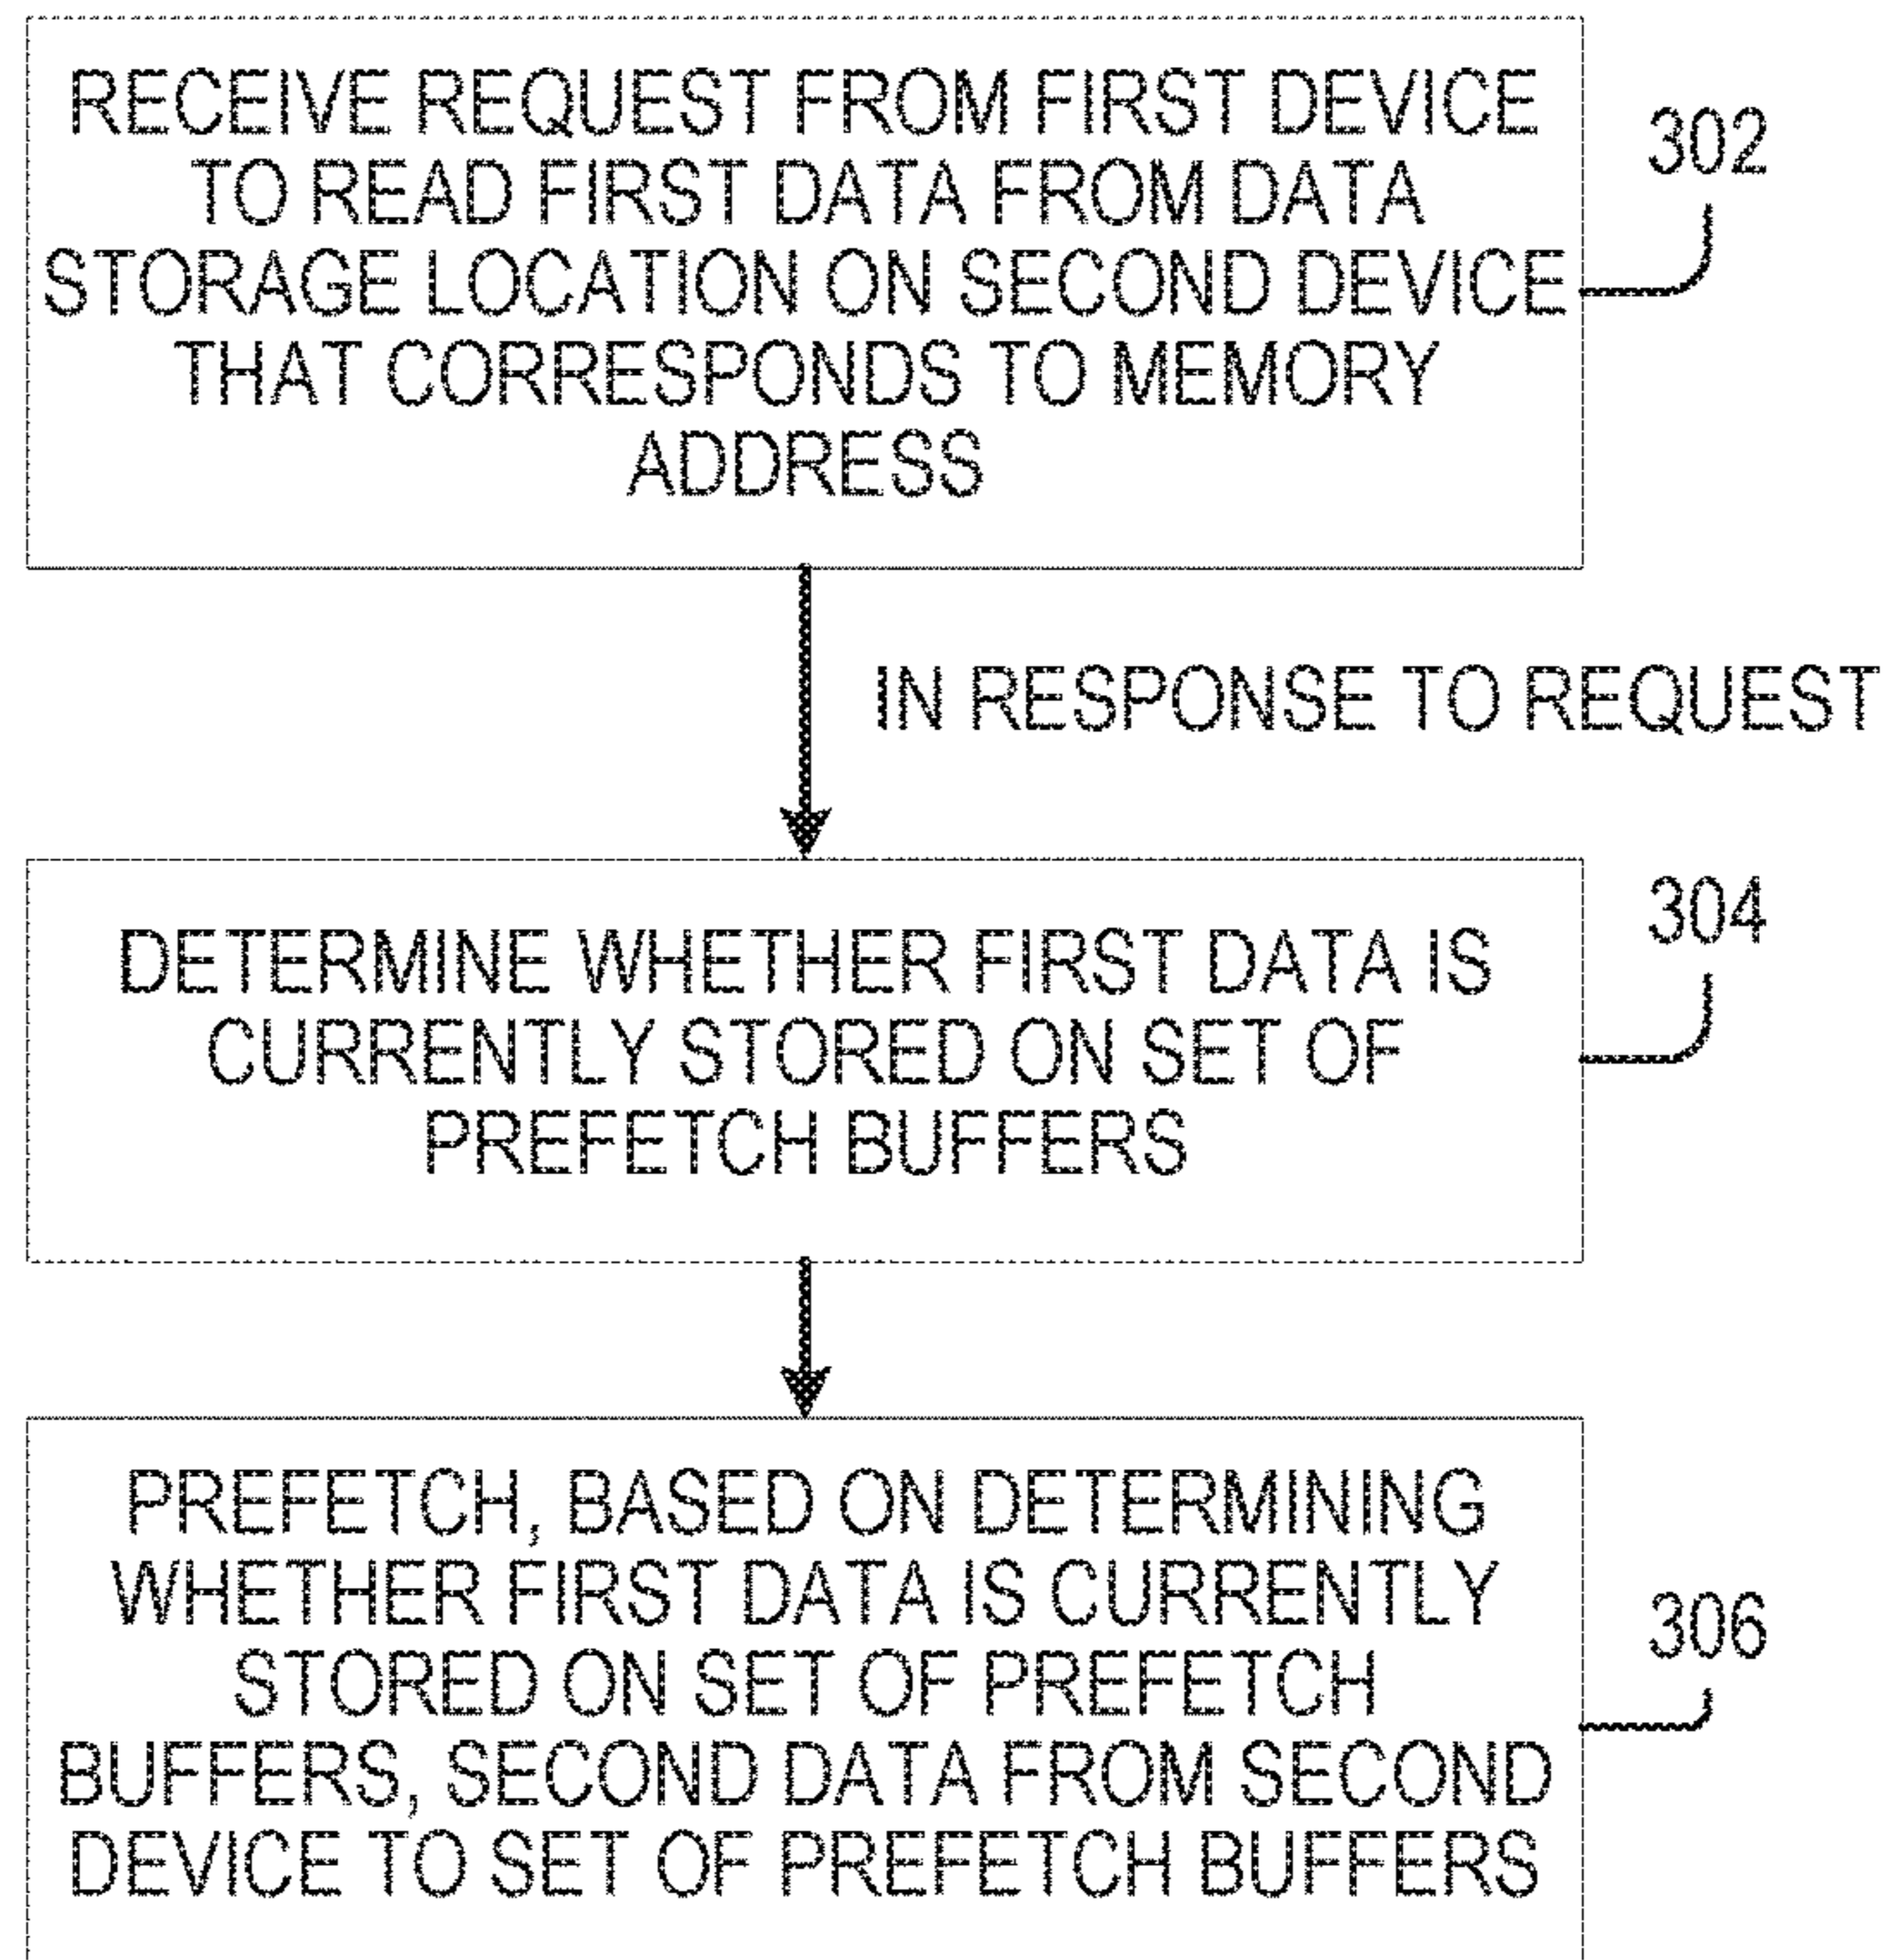 RECEIVE REQUEST FROM FIRST DEVICE
TO READ FIRST DATA FROM DATA
STORAGE LOCATION ON SECOND DEVICE
THAT CORRESPONDS TO MEMORY
ADDRESS
302
IN RESPONSE TO REQUEST
DETERMINE WHETHER FIRST DATA IS
CURRENTLY STORED ON SET OF
PREFETCH BUFFERS
304
PREFETCH, BASED ON DETERMINING
WHETHER FIRST DATA IS CURRENTLY
STORED ON SET OF PREFETCH
BUFFERS, SECOND DATA FROM SECOND
DEVICE TO SET OF PREFETCH BUFFERS
306